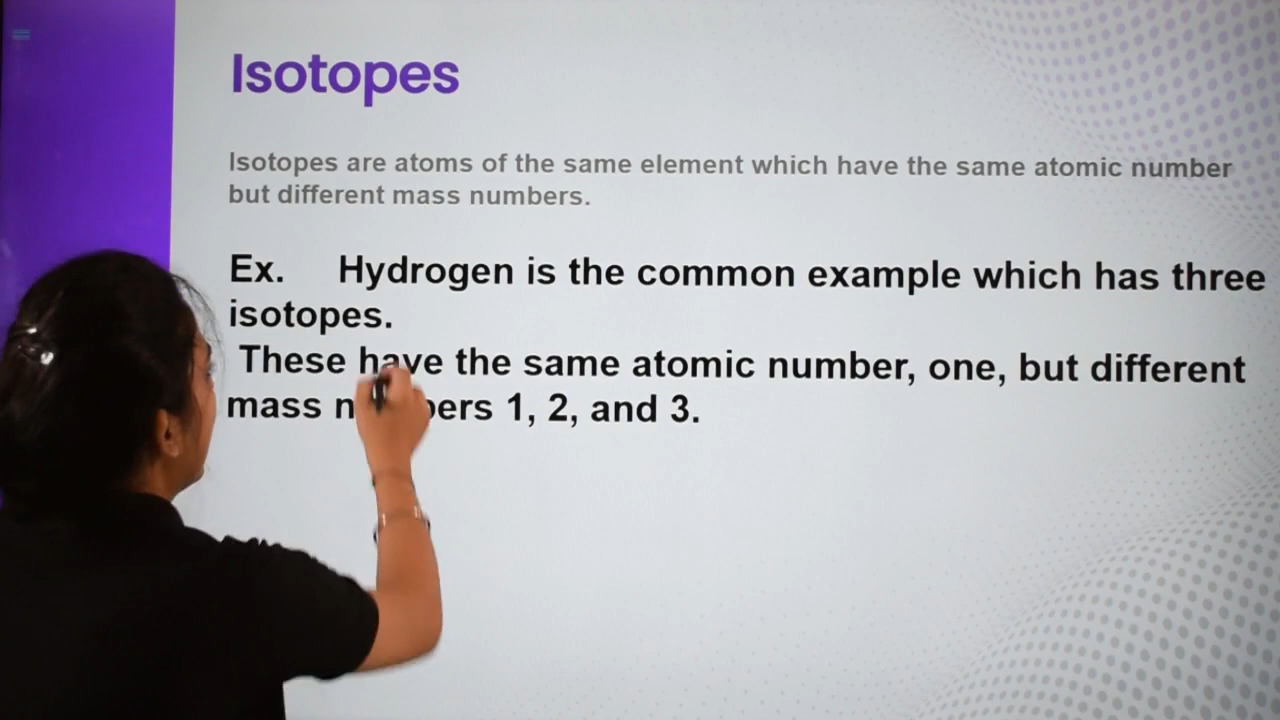 Isotopes
Isotopes are atoms of the same element which have the same atomic number
but different mass numbers.
Ex. Hydrogen is the common example which has three
isotopes.
These have the same atomic number, one, but different
mass 1, 2, and 3.